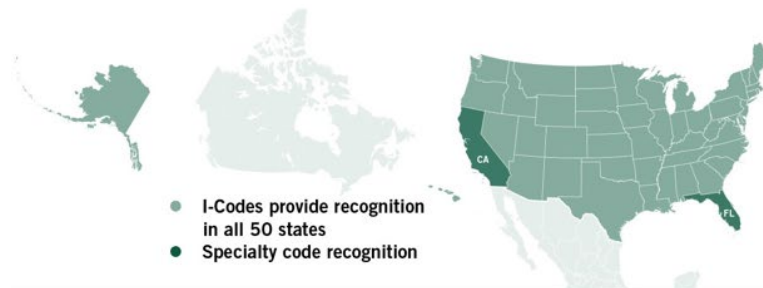 CA
FL
I-Codes provide recognition
in all 50 states
Specialty code recognition